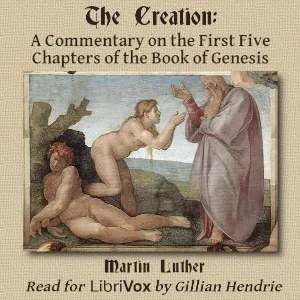 The Creation:
A Commentary on the First Five
Chapters of the Book of Genesis
Martin Luther
Read for LibriVox by Gillian Hendrie